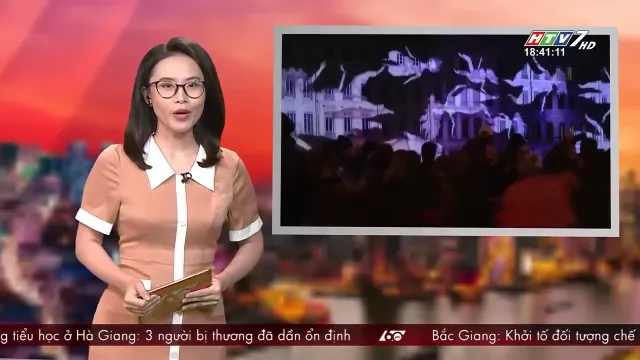 HTV7 HD
18:41:11
g tiểu học ở Hà Giang: 3 người bị thương đã dần ổn định 60 Bắc Giang: Khởi tố đối tượng chế